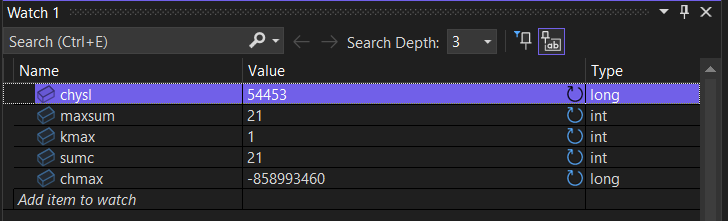 Watch 1
Search (Ctrl+E) Search Depth: 3
Name Value Type
chysl 54453 long
maxsum 21 int
kmax 1 int
sumc 21 int
chmax -858993460 long
Add item to watch